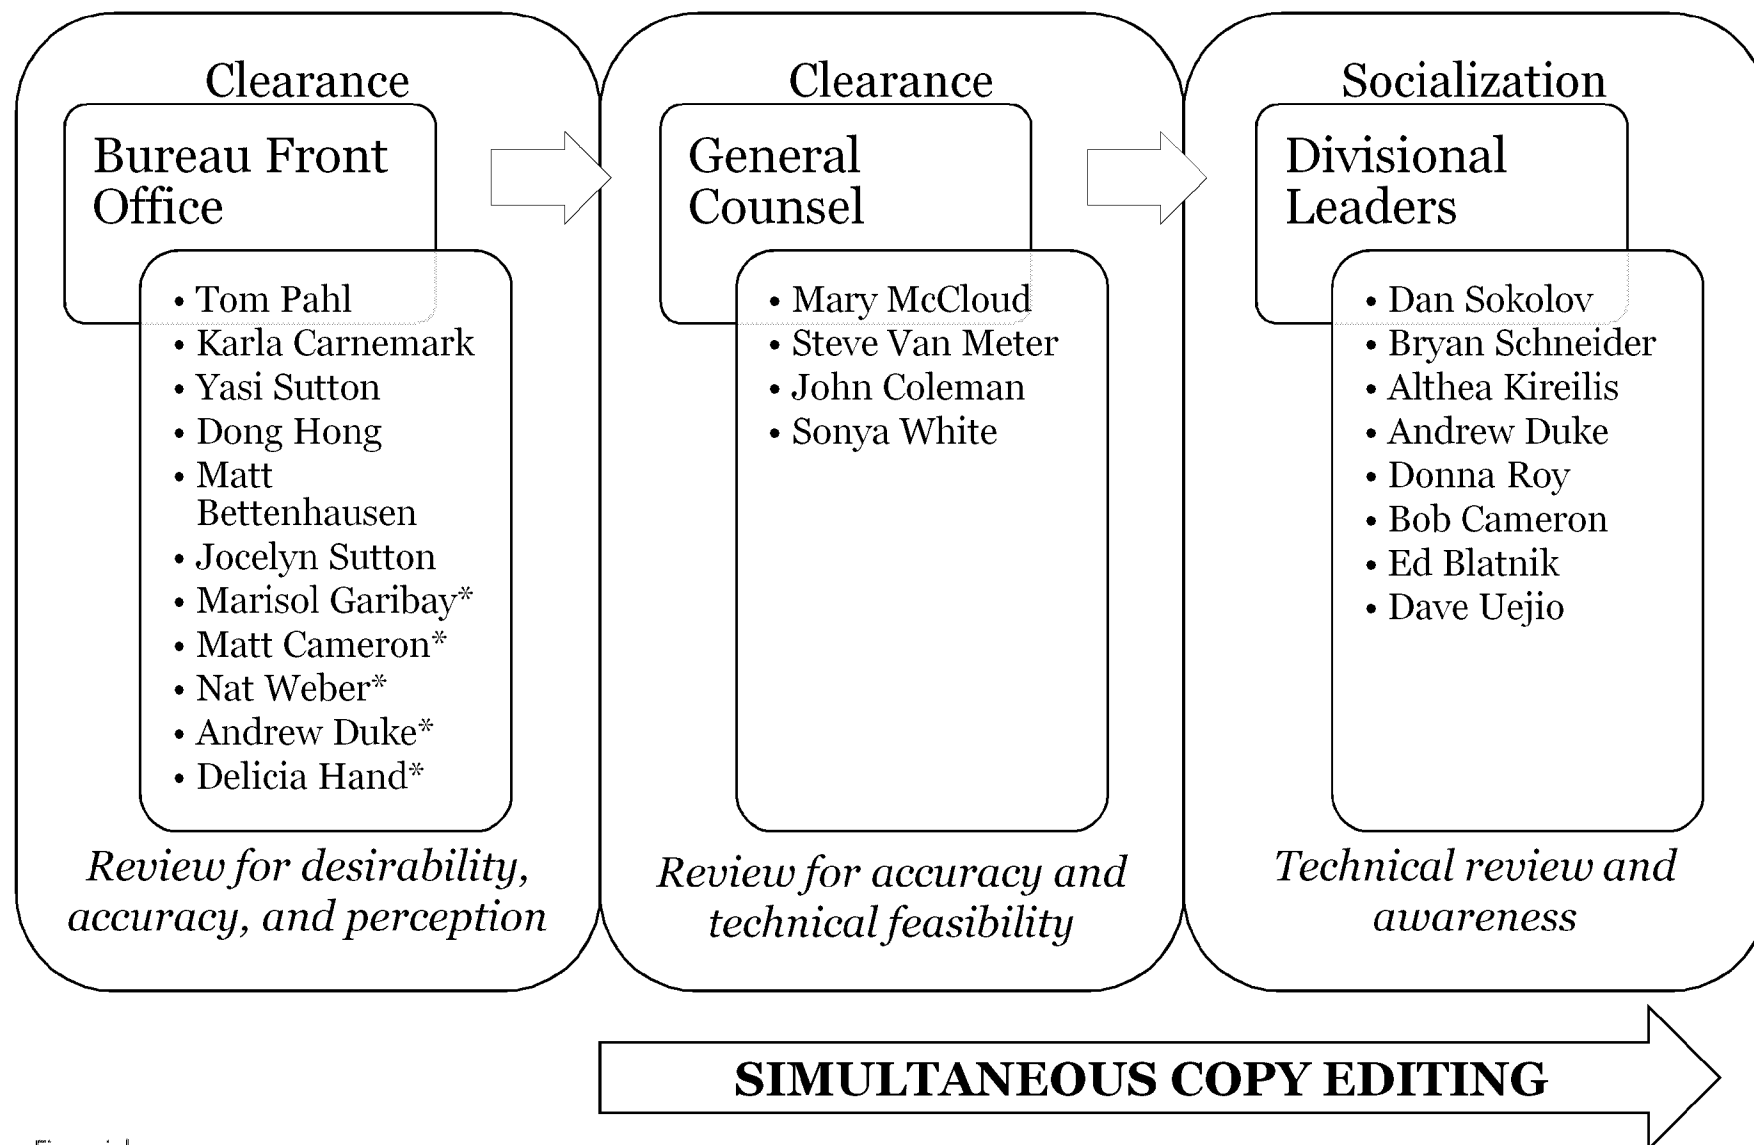 Clearance
Bureau Front
Office
• Tom Pahl
• Karla Carnemark
• Yasi Sutton
• Dong Hong
• Matt
Bettenhausen
• Jocelyn Sutton
• Marisol Garibay*
• Matt Cameron*
• Nat Weber*
• Andrew Duke*
• Delicia Hand*
Review for desirability,
accuracy, and perception
Clearance
General
Counsel
• Mary McCloud
• Steve Van Meter
• John Coleman
• Sonya White
Review for accuracy and
technical feasibility
Socialization
Divisional
Leaders
• Dan Sokolov
• Bryan Schneider
• Althea Kireilis
• Andrew Duke
• Donna Roy
• Bob Cameron
• Ed Blatnik
• Dave Uejio
Technical review and
awareness
SIMULTANEOUS COPY EDITING